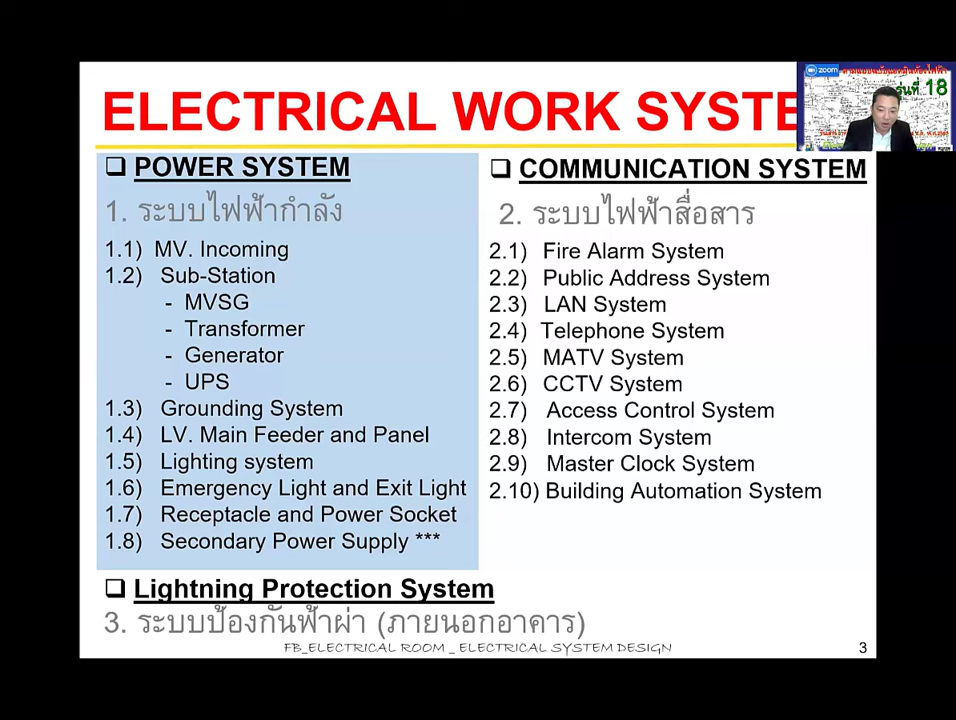 ELECTRICAL WORK SYSTE
zoom
รุ่นที่ 18
POWER SYSTEM
1. ระบบไฟฟ้ากำลัง
1.1) MV. Incoming
1.2) Sub-Station
- MVSG
- Transformer
- Generator
- UPS
1.3) Grounding System
1.4) LV. Main Feeder and Panel
1.5) Lighting system
1.6) Emergency Light and Exit Light
1.7) Receptacle and Power Socket
1.8) Secondary Power Supply ***
COMMUNICATION SYSTEM
2. ระบบไฟฟ้าสื่อสาร
2.1) Fire Alarm System
2.2) Public Address System
2.3) LAN System
2.4) Telephone System
2.5) MATV System
2.6) CCTV System
2.7) Access Control System
2.8) Intercom System
2.9) Master Clock System
2.10) Building Automation System
Lightning Protection System
3. ระบบป้องกันฟ้าผ่า (ภายนอกอาคาร)
FB_ELECTRICAL ROOM _ ELECTRICAL SYSTEM DESIGN
3